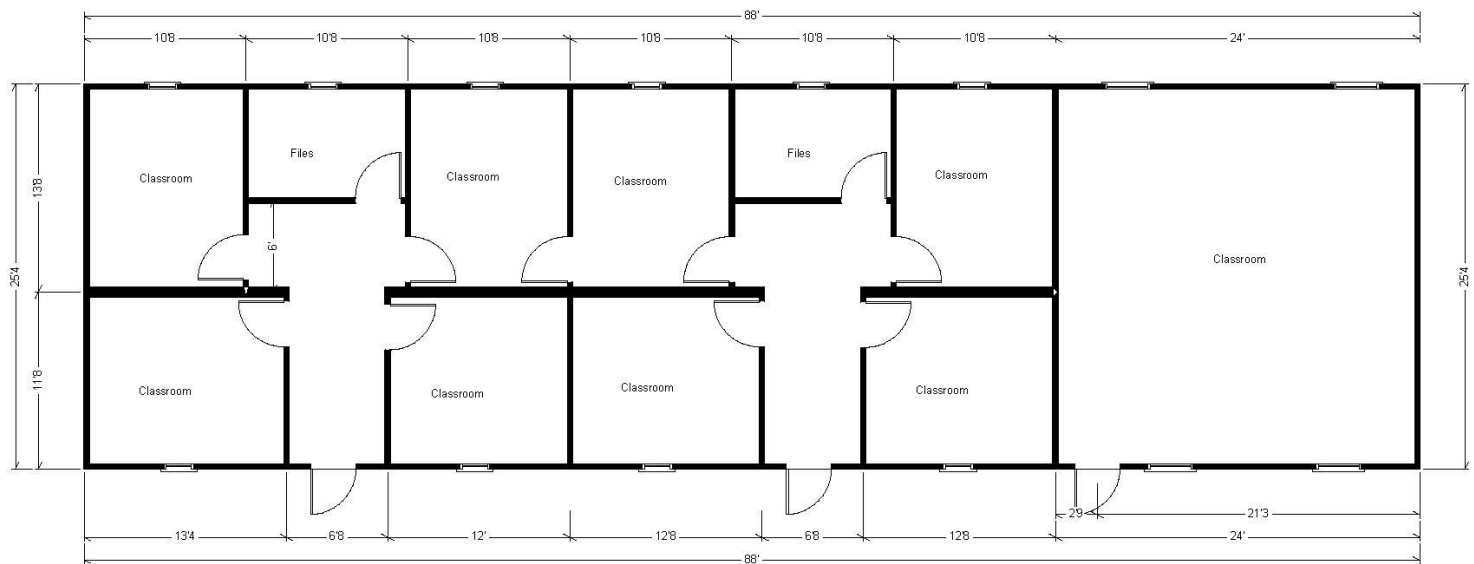 88'
10'8 10'8 10'8 10'8 10'8 10'8 24'
Files Files
Classroom Classroom Classroom Classroom
13'8
6'
25'4 Classroom 25'4
11'8
Classroom Classroom Classroom Classroom
2'9 21'3
13'4 6'8 12' 12'8 6'8 12'8 24'
88'